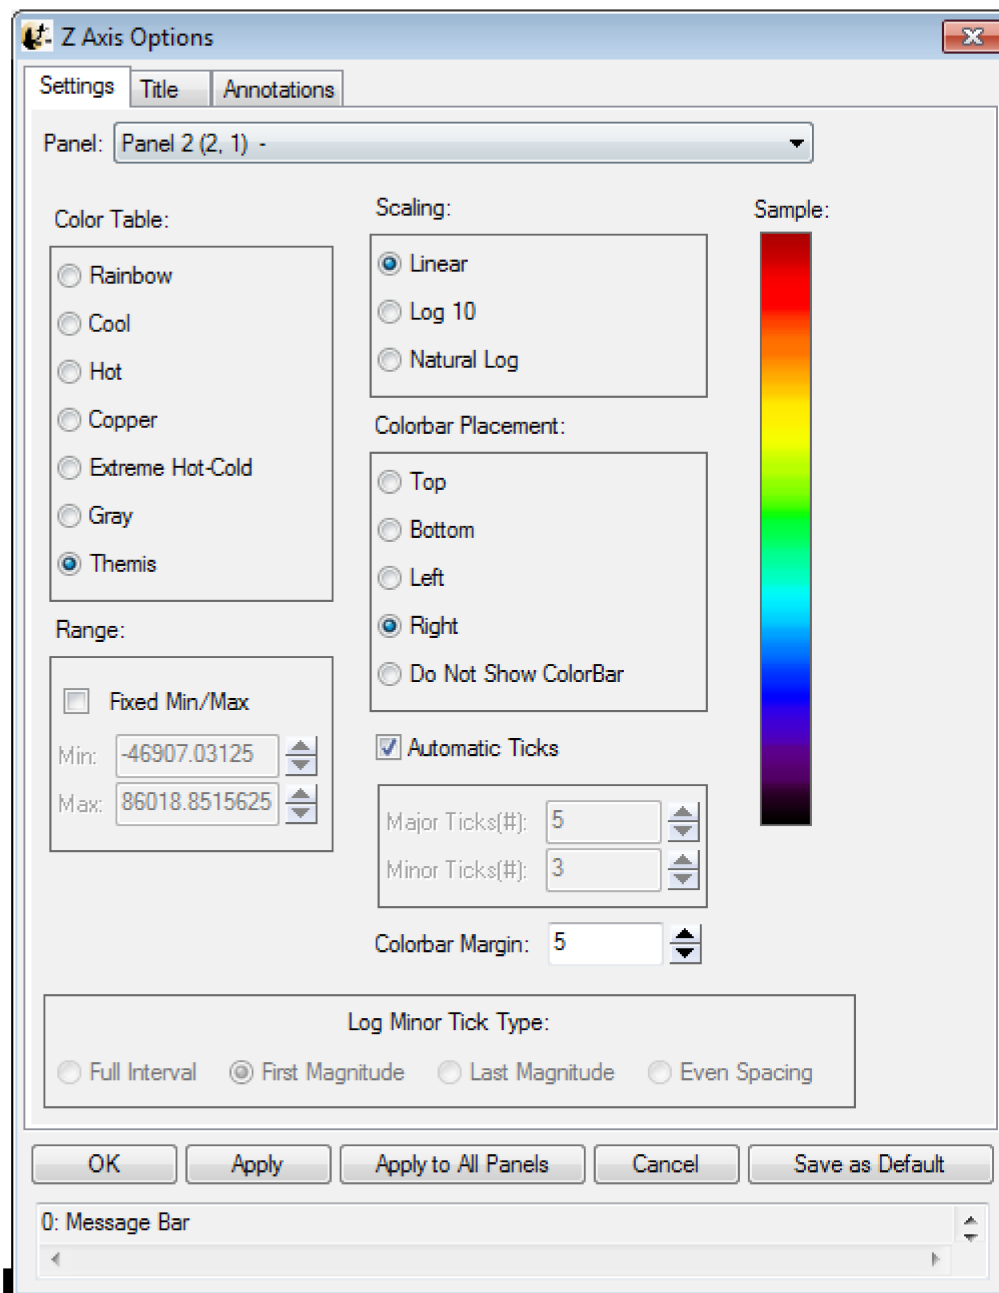 Z Axis Options
Settings Title Annotations
Panel: Panel 2 (2, 1) -
Color Table:
Rainbow
Cool
Hot
Copper
Extreme Hot-Cold
Gray
Themis
Range:
Fixed Min/Max
Min: -46907.03125
Max: 86018.8515625
Scaling:
Linear
Log 10
Natural Log
Colorbar Placement:
Top
Bottom
Left
Right
Do Not Show ColorBar
Automatic Ticks
Major Ticks(#): 5
Minor Ticks(#): 3
Colorbar Margin: 5
Sample:
Log Minor Tick Type:
Full Interval First Magnitude Last Magnitude Even Spacing
OK Apply Apply to All Panels Cancel Save as Default
0: Message Bar